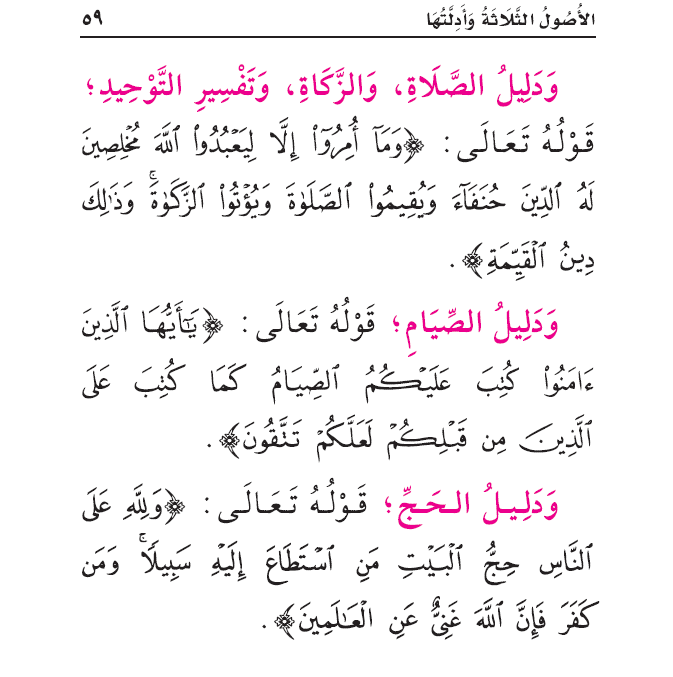 الأُصُولُ الثَّلَاثَةُ وَأَدِلَّتُهَا ٥٩
وَدَلِيلُ الصَّلَاةِ، وَالزَّكَاةِ، وَتَفْسِيرِ التَّوْحِيدِ؛
قَوْلُهُ تَعَالَى: ﴿وَمَآ أُمِرُوٓاْ إِلَّا لِيَعۡبُدُواْ ٱللَّهَ مُخۡلِصِينَ
لَهُ ٱلدِّينَ حُنَفَآءَ وَيُقِيمُواْ ٱلصَّلَوٰةَ وَيُؤۡتُواْ ٱلزَّكَوٰةَۚ وَذَٰلِكَ
دِينُ ٱلۡقَيِّمَةِ﴾.
وَدَلِيلُ الصِّيَامِ؛ قَوْلُهُ تَعَالَى: ﴿يَٰٓأَيُّهَا ٱلَّذِينَ
ءَامَنُواْ كُتِبَ عَلَيۡكُمُ ٱلصِّيَامُ كَمَا كُتِبَ عَلَى
ٱلَّذِينَ مِن قَبۡلِكُمۡ لَعَلَّكُمۡ تَتَّقُونَ﴾.
وَدَلِيلُ الحَجِّ؛ قَوْلُهُ تَعَالَى: ﴿وَلِلَّهِ عَلَى
ٱلنَّاسِ حِجُّ ٱلۡبَيۡتِ مَنِ ٱسۡتَطَاعَ إِلَيۡهِ سَبِيلٗاۚ وَمَن
كَفَرَ فَإِنَّ ٱللَّهَ غَنِيٌّ عَنِ ٱلۡعَٰلَمِينَ﴾.